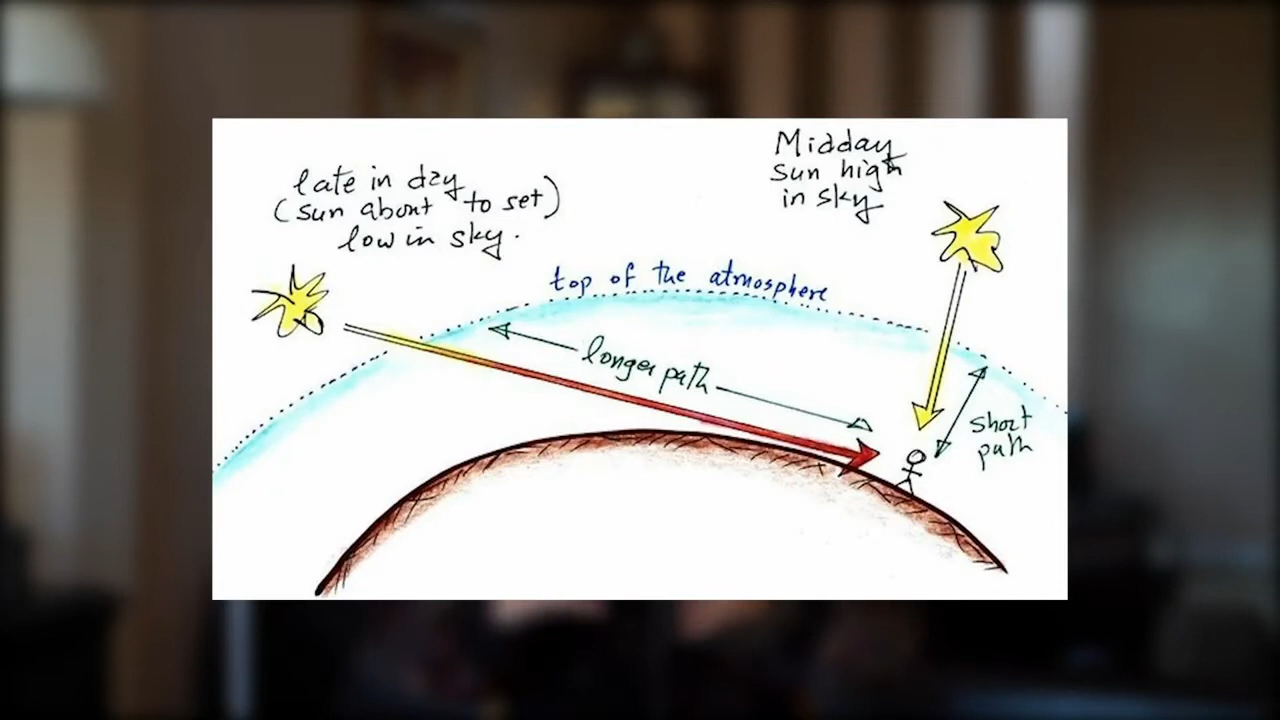 late in day
(sun about to set)
low in sky.
Midday
sun high
in sky
top of the atmosphere
longer path
short
path